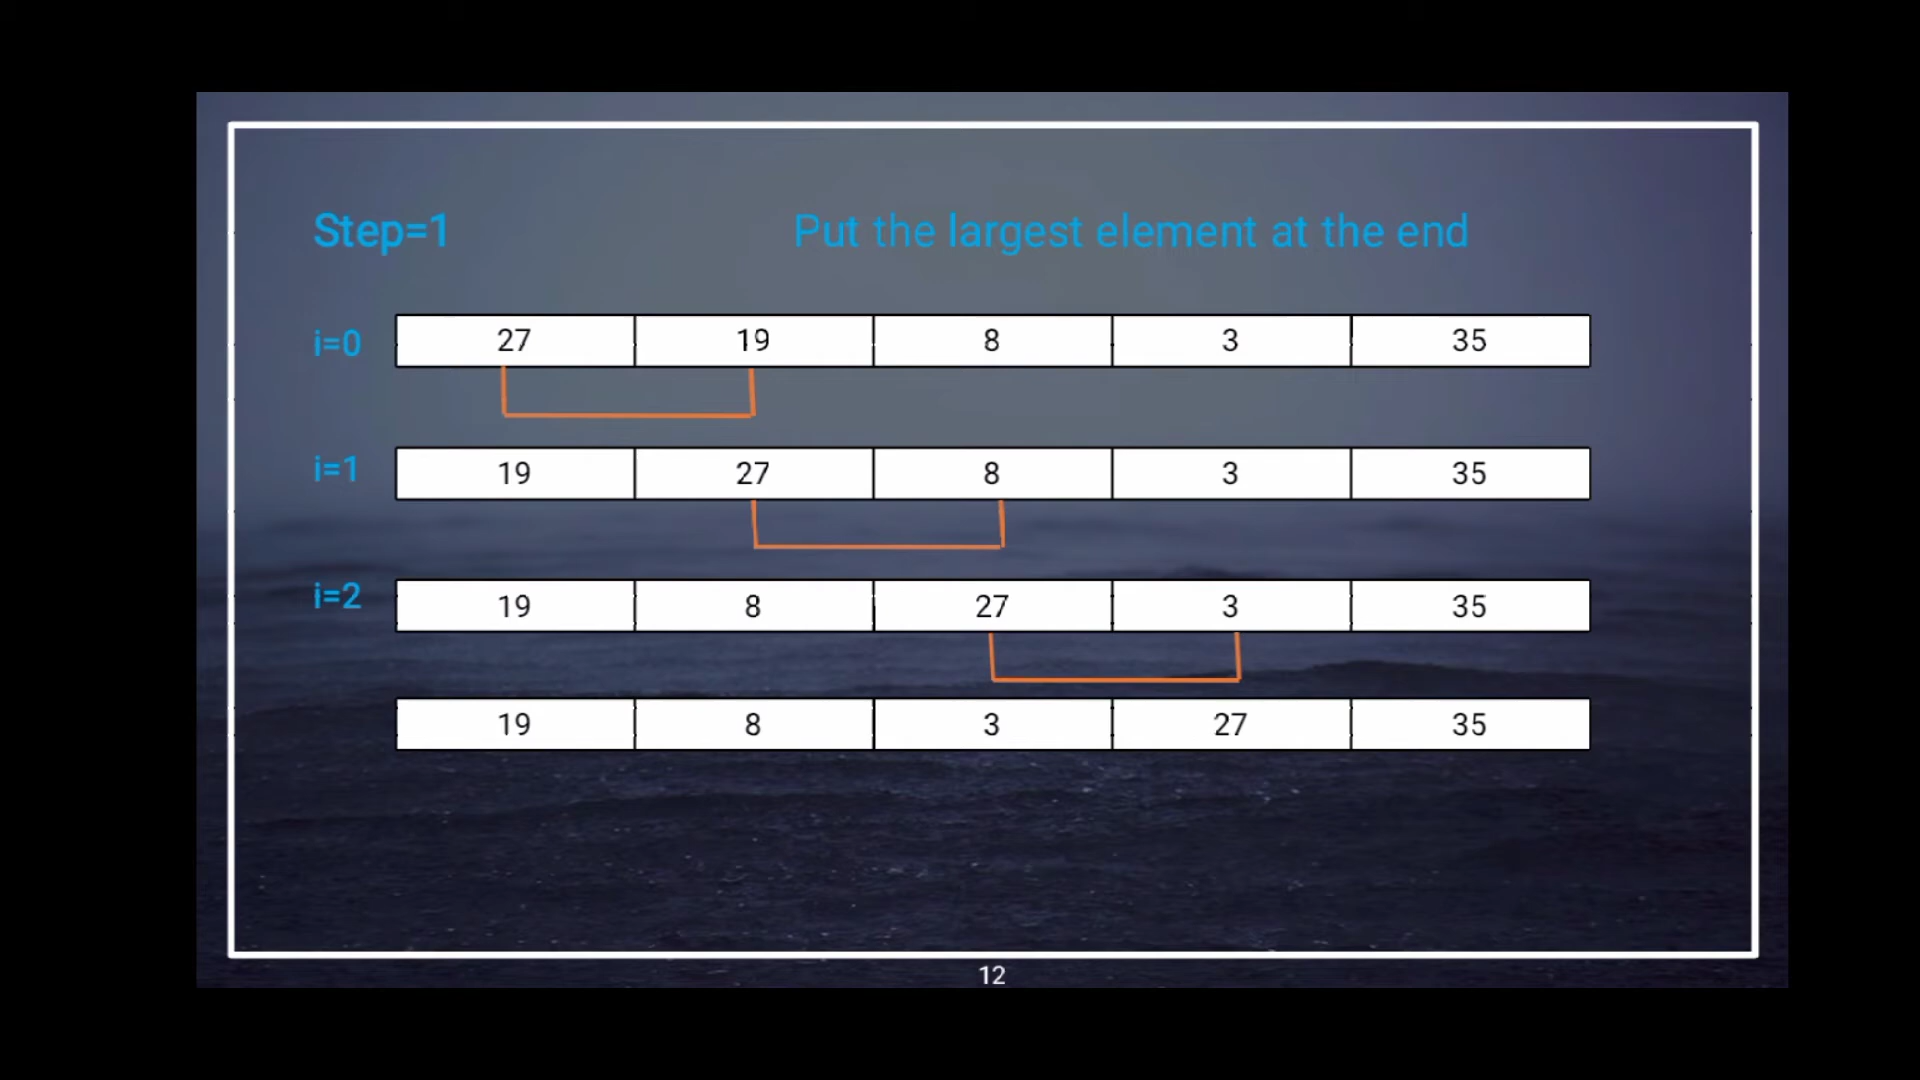 Step=1 Put the largest element at the end
i=0 27 19 8 3 35
i=1 19 27 8 3 35
i=2 19 8 27 3 35
19 8 3 27 35
12